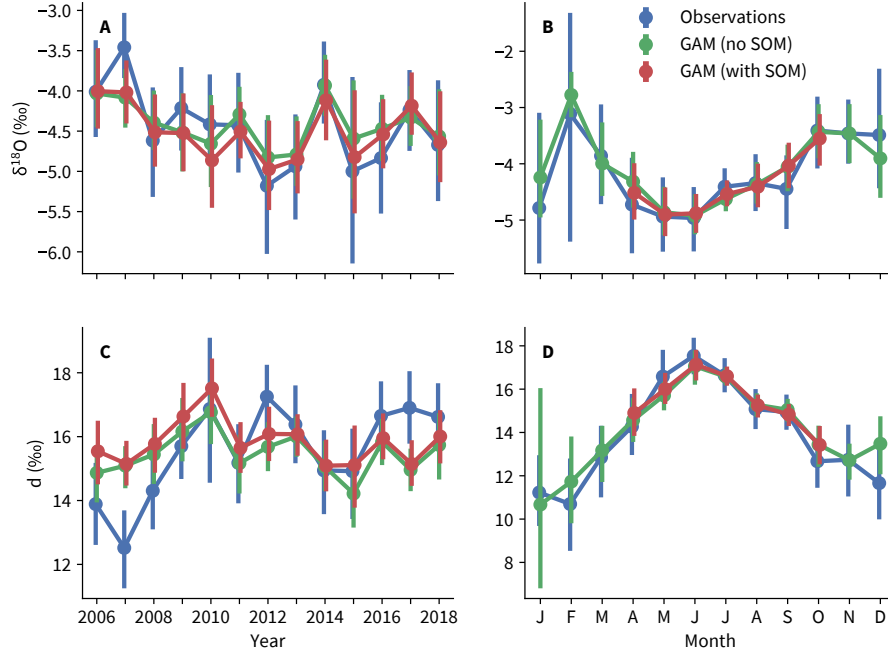 A
δ18O (‰)
−3.0
−3.5
−4.0
−4.5
−5.0
−5.5
−6.0
B
Observations
GAM (no SOM)
GAM (with SOM)
−2
−3
−4
−5
C
d (‰)
18
16
14
12
2006 2008 2010 2012 2014 2016 2018
Year
D
18
16
14
12
10
8
J F M A M J J A S O N D
Month